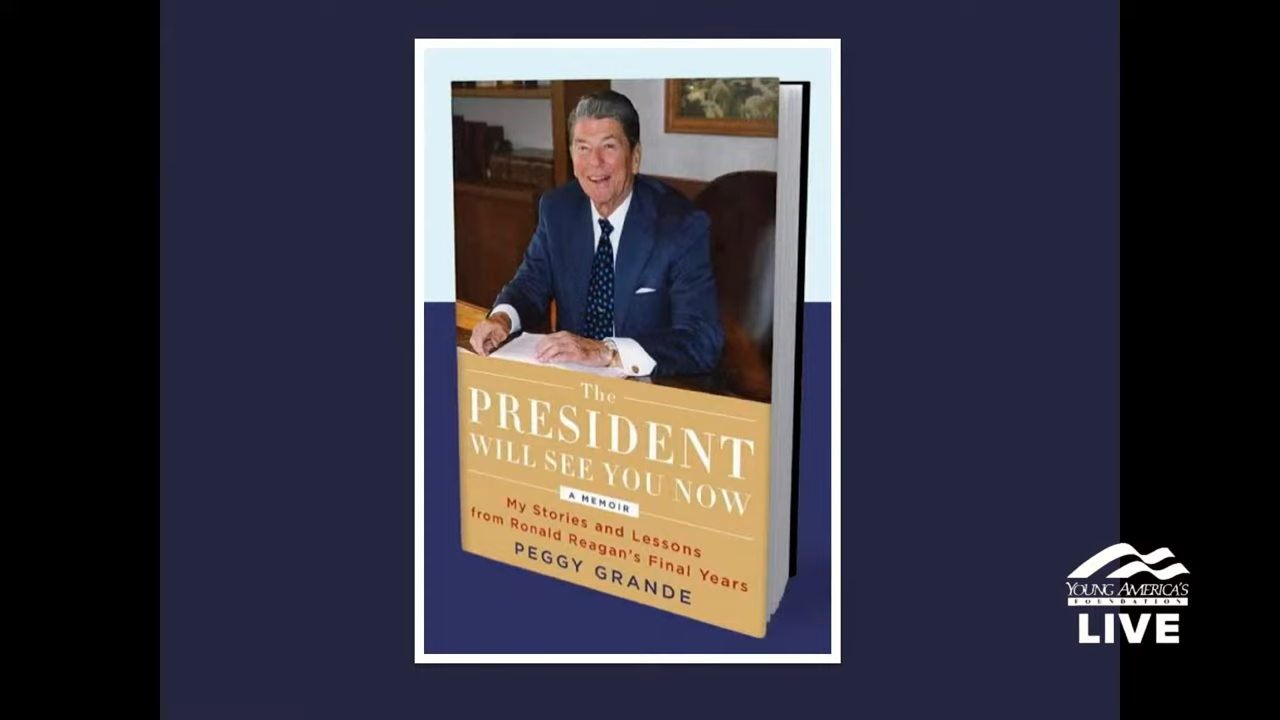 The
PRESIDENT
WILL SEE YOU NOW
A MEMOIR
My Stories and Lessons
from Ronald Reagan's Final Years
PEGGY GRANDE
YOUNG AMERICA'S
FOUNDATION
LIVE